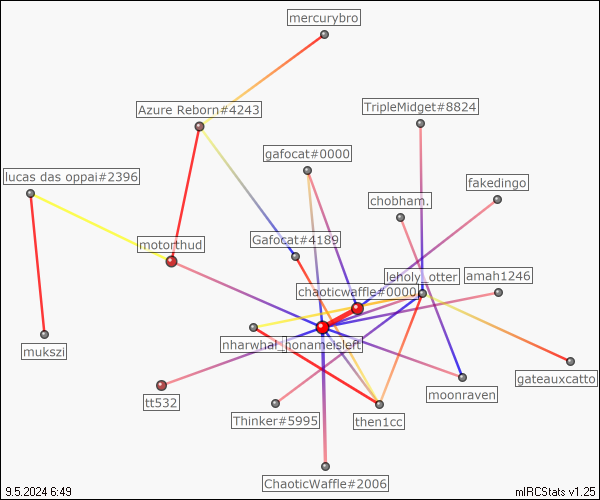 mercurybro
Azure Reborn#4243
TripleMidget#8824
gafocat#0000
lucas das oppai#2396
fakedingo
chobham.
Gafocat#4189
motorthud
leholy_otter
amah1246
chaoticwaffle#0000
nharwhal_
nonameisleft
mukszi
gateauxcatto
moonraven
tt532
Thinker#5995
then1cc
ChaoticWaffle#2006
9.5.2024 6:49
mIRCStats v1.25